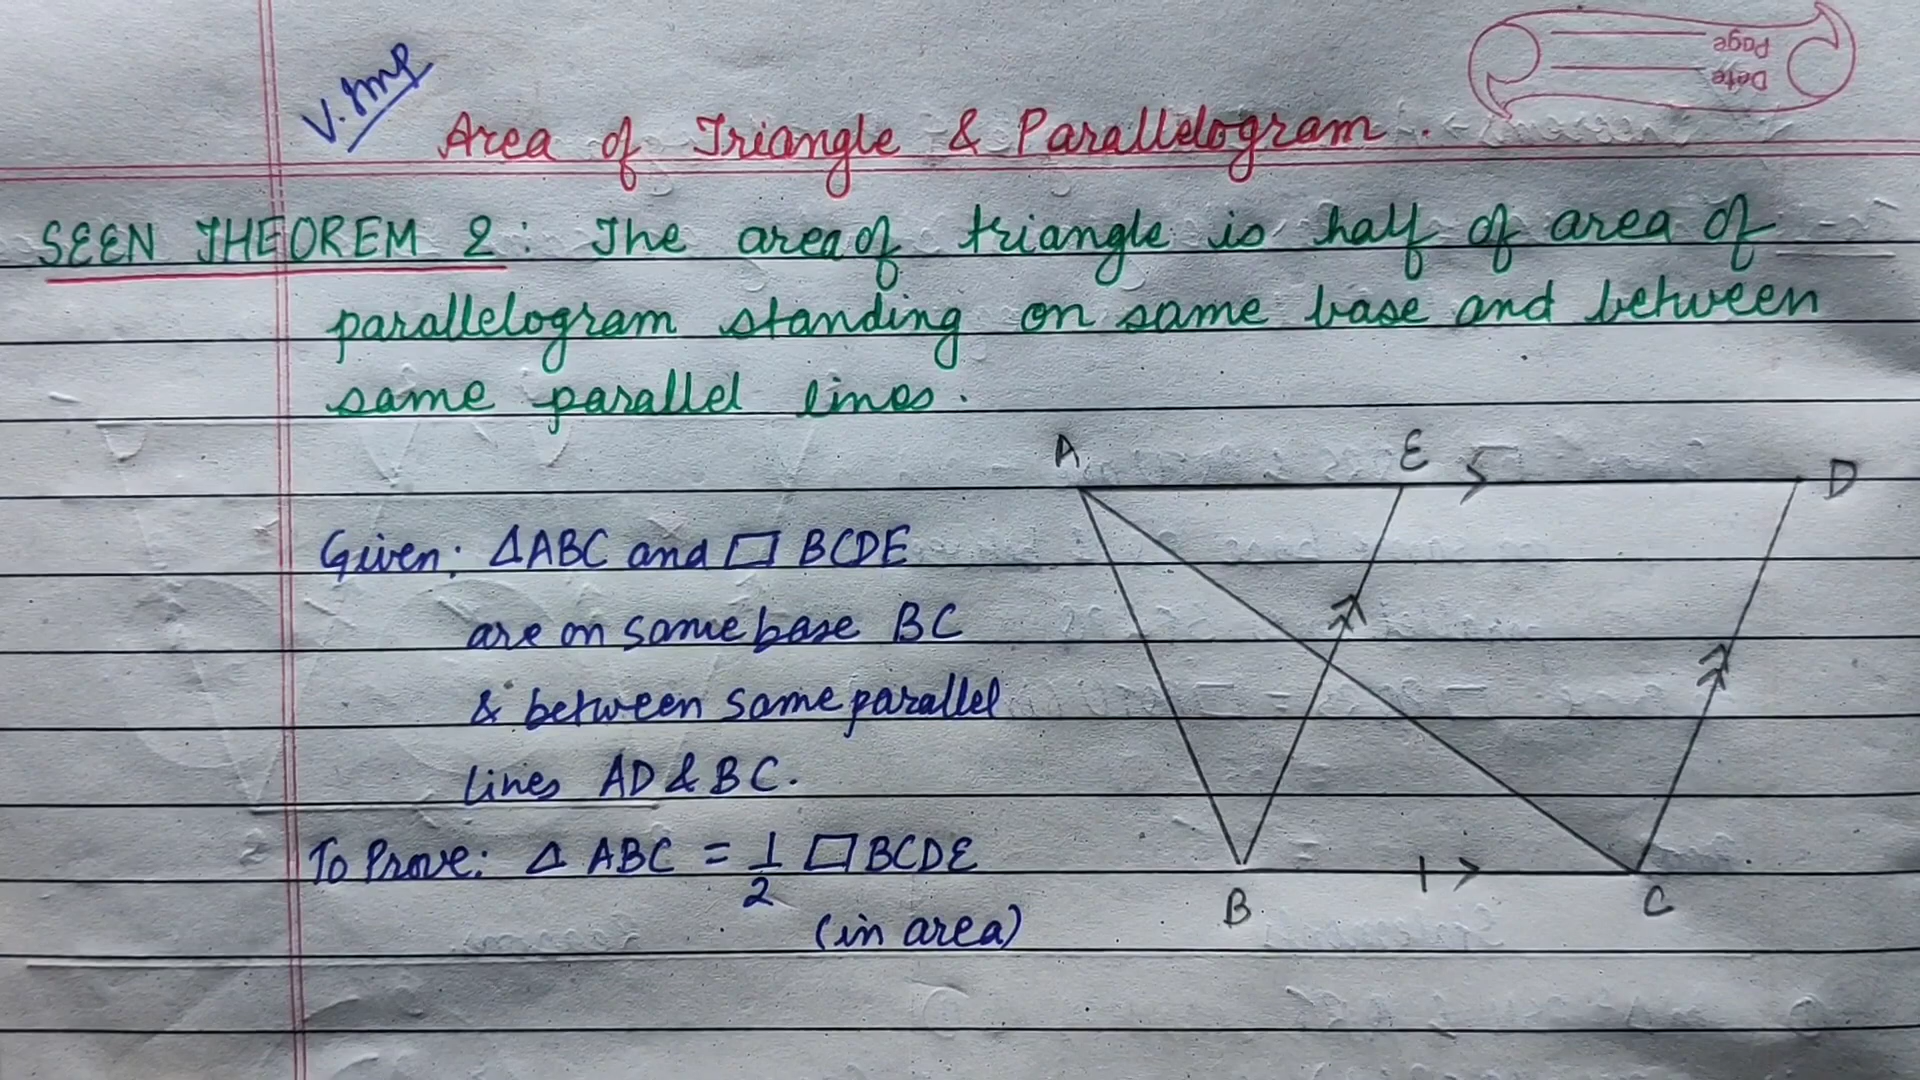 Page
Date
V. Imp
Area of Triangle & Parallelogram.
SEEN THEOREM 2: The area of triangle is half of area of
parallelogram standing on same base and between
same parallel lines.
A E D
Given: ΔABC and ▱ BCDE
are on same base BC
& between same parallel
lines AD & BC.
To Prove: Δ ABC = 1/2 ▱ BCDE
(in area)
B C